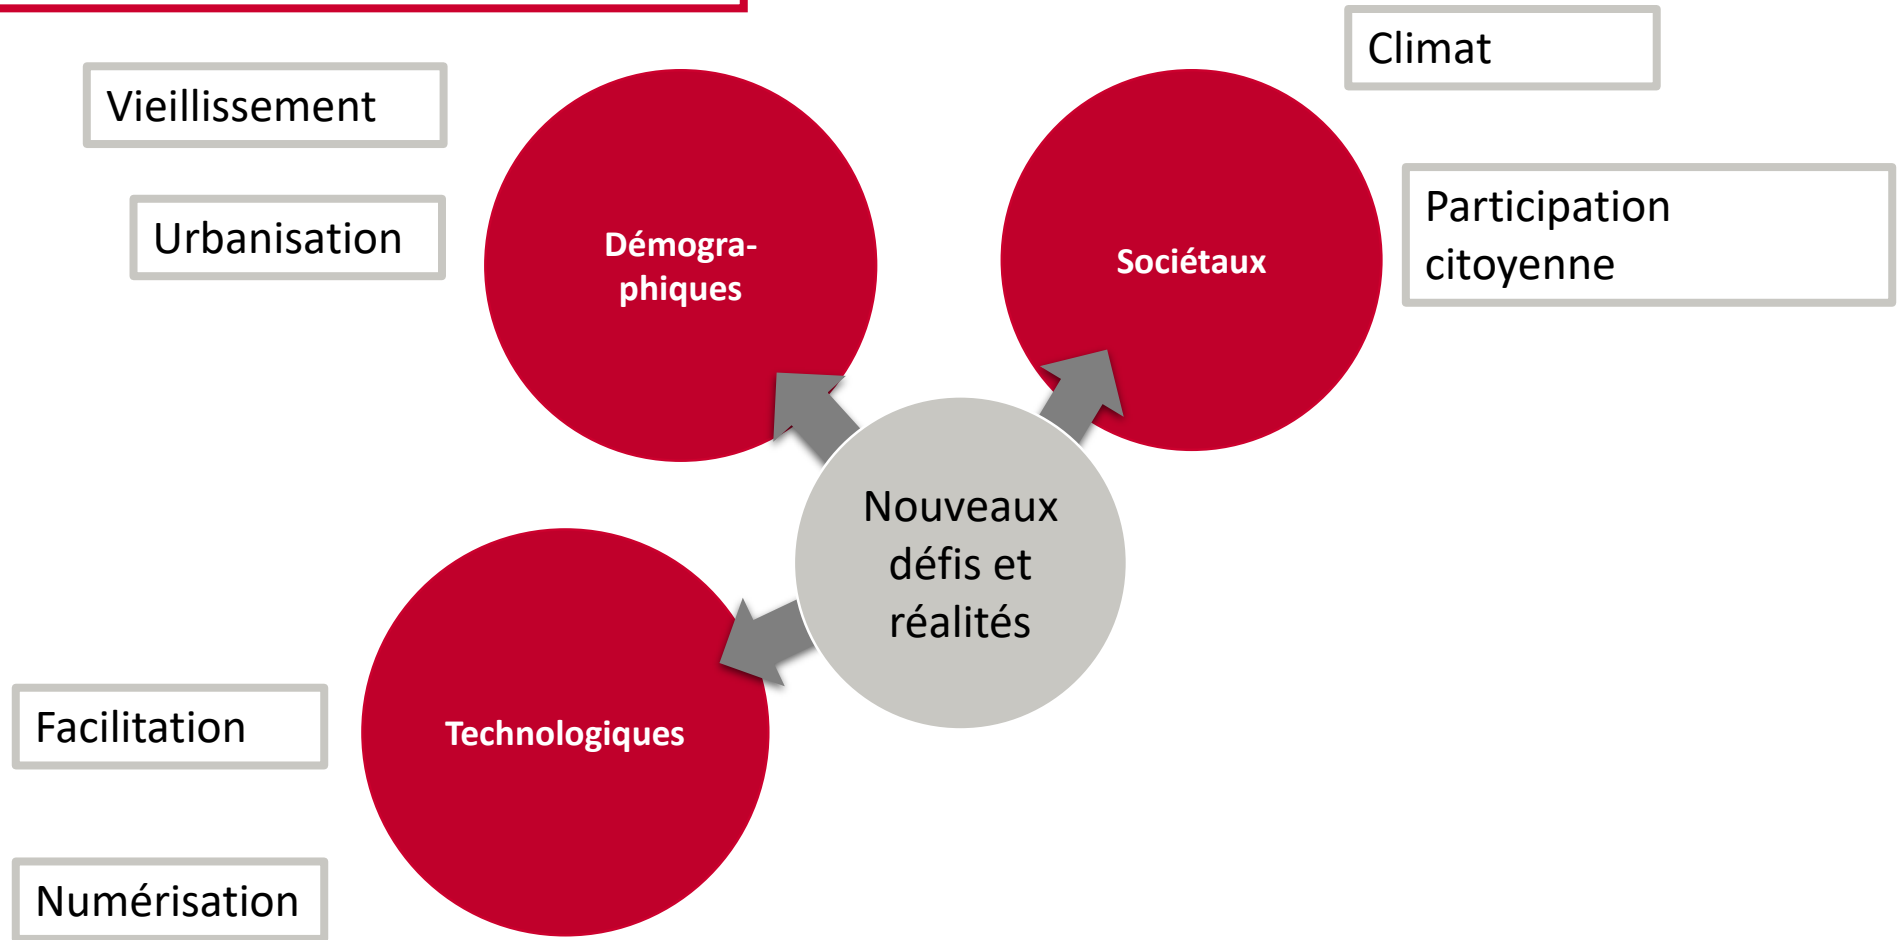 Climat
Vieillissement
Participation
citoyenne
Urbanisation
Démogra-
phiques
Sociétaux
Nouveaux
défis et
réalités
Facilitation
Technologiques
Numérisation